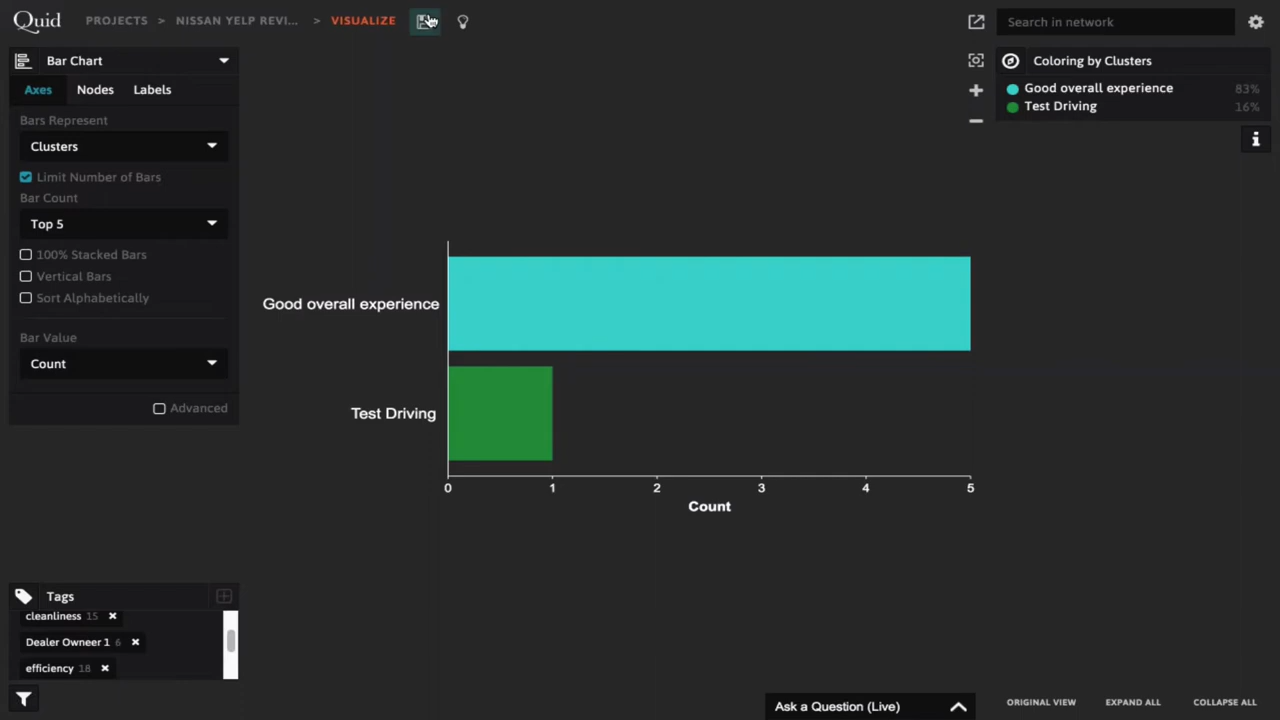 Quid
PROJECTS > NISSAN YELP REVI... > VISUALIZE
Search in network
Bar Chart
Axes Nodes Labels
Bars Represent
Clusters
Limit Number of Bars
Bar Count
Top 5
100% Stacked Bars
Vertical Bars
Sort Alphabetically
Bar Value
Count
Advanced
Coloring by Clusters
Good overall experience 83%
Test Driving 16%
i
Good overall experience
Test Driving
0 1 2 3 4 5
Count
Tags
cleanliness 15 ×
Dealer Owneer 1 6 ×
efficiency 18 ×
Ask a Question (Live)
ORIGINAL VIEW EXPAND ALL COLLAPSE ALL